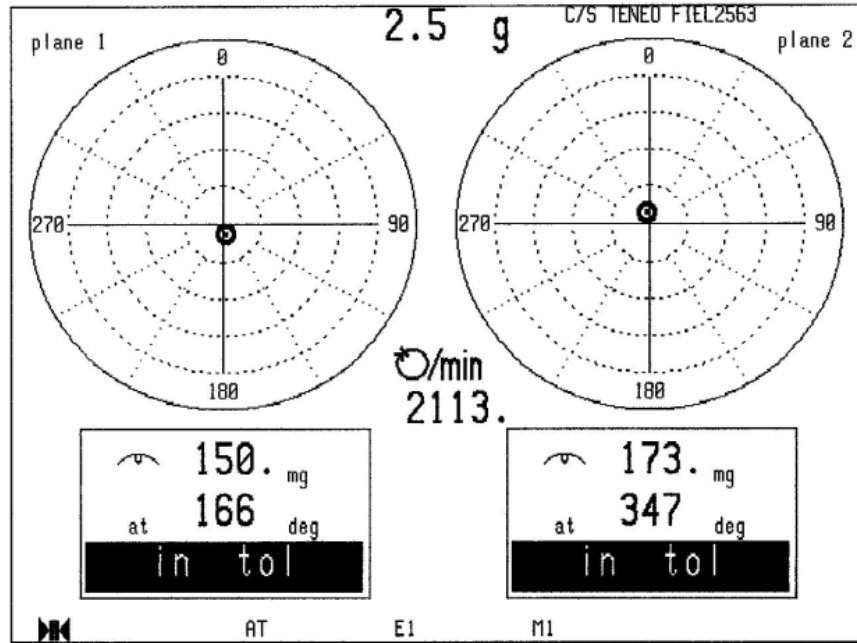 2.5 g
C/S TENEO FIEL2563
plane 1
plane 2
0
270
90
180
0
270
90
180
/min
2113.
150. mg
at 166 deg
in tol
173. mg
at 347 deg
in tol
AT E1 M1